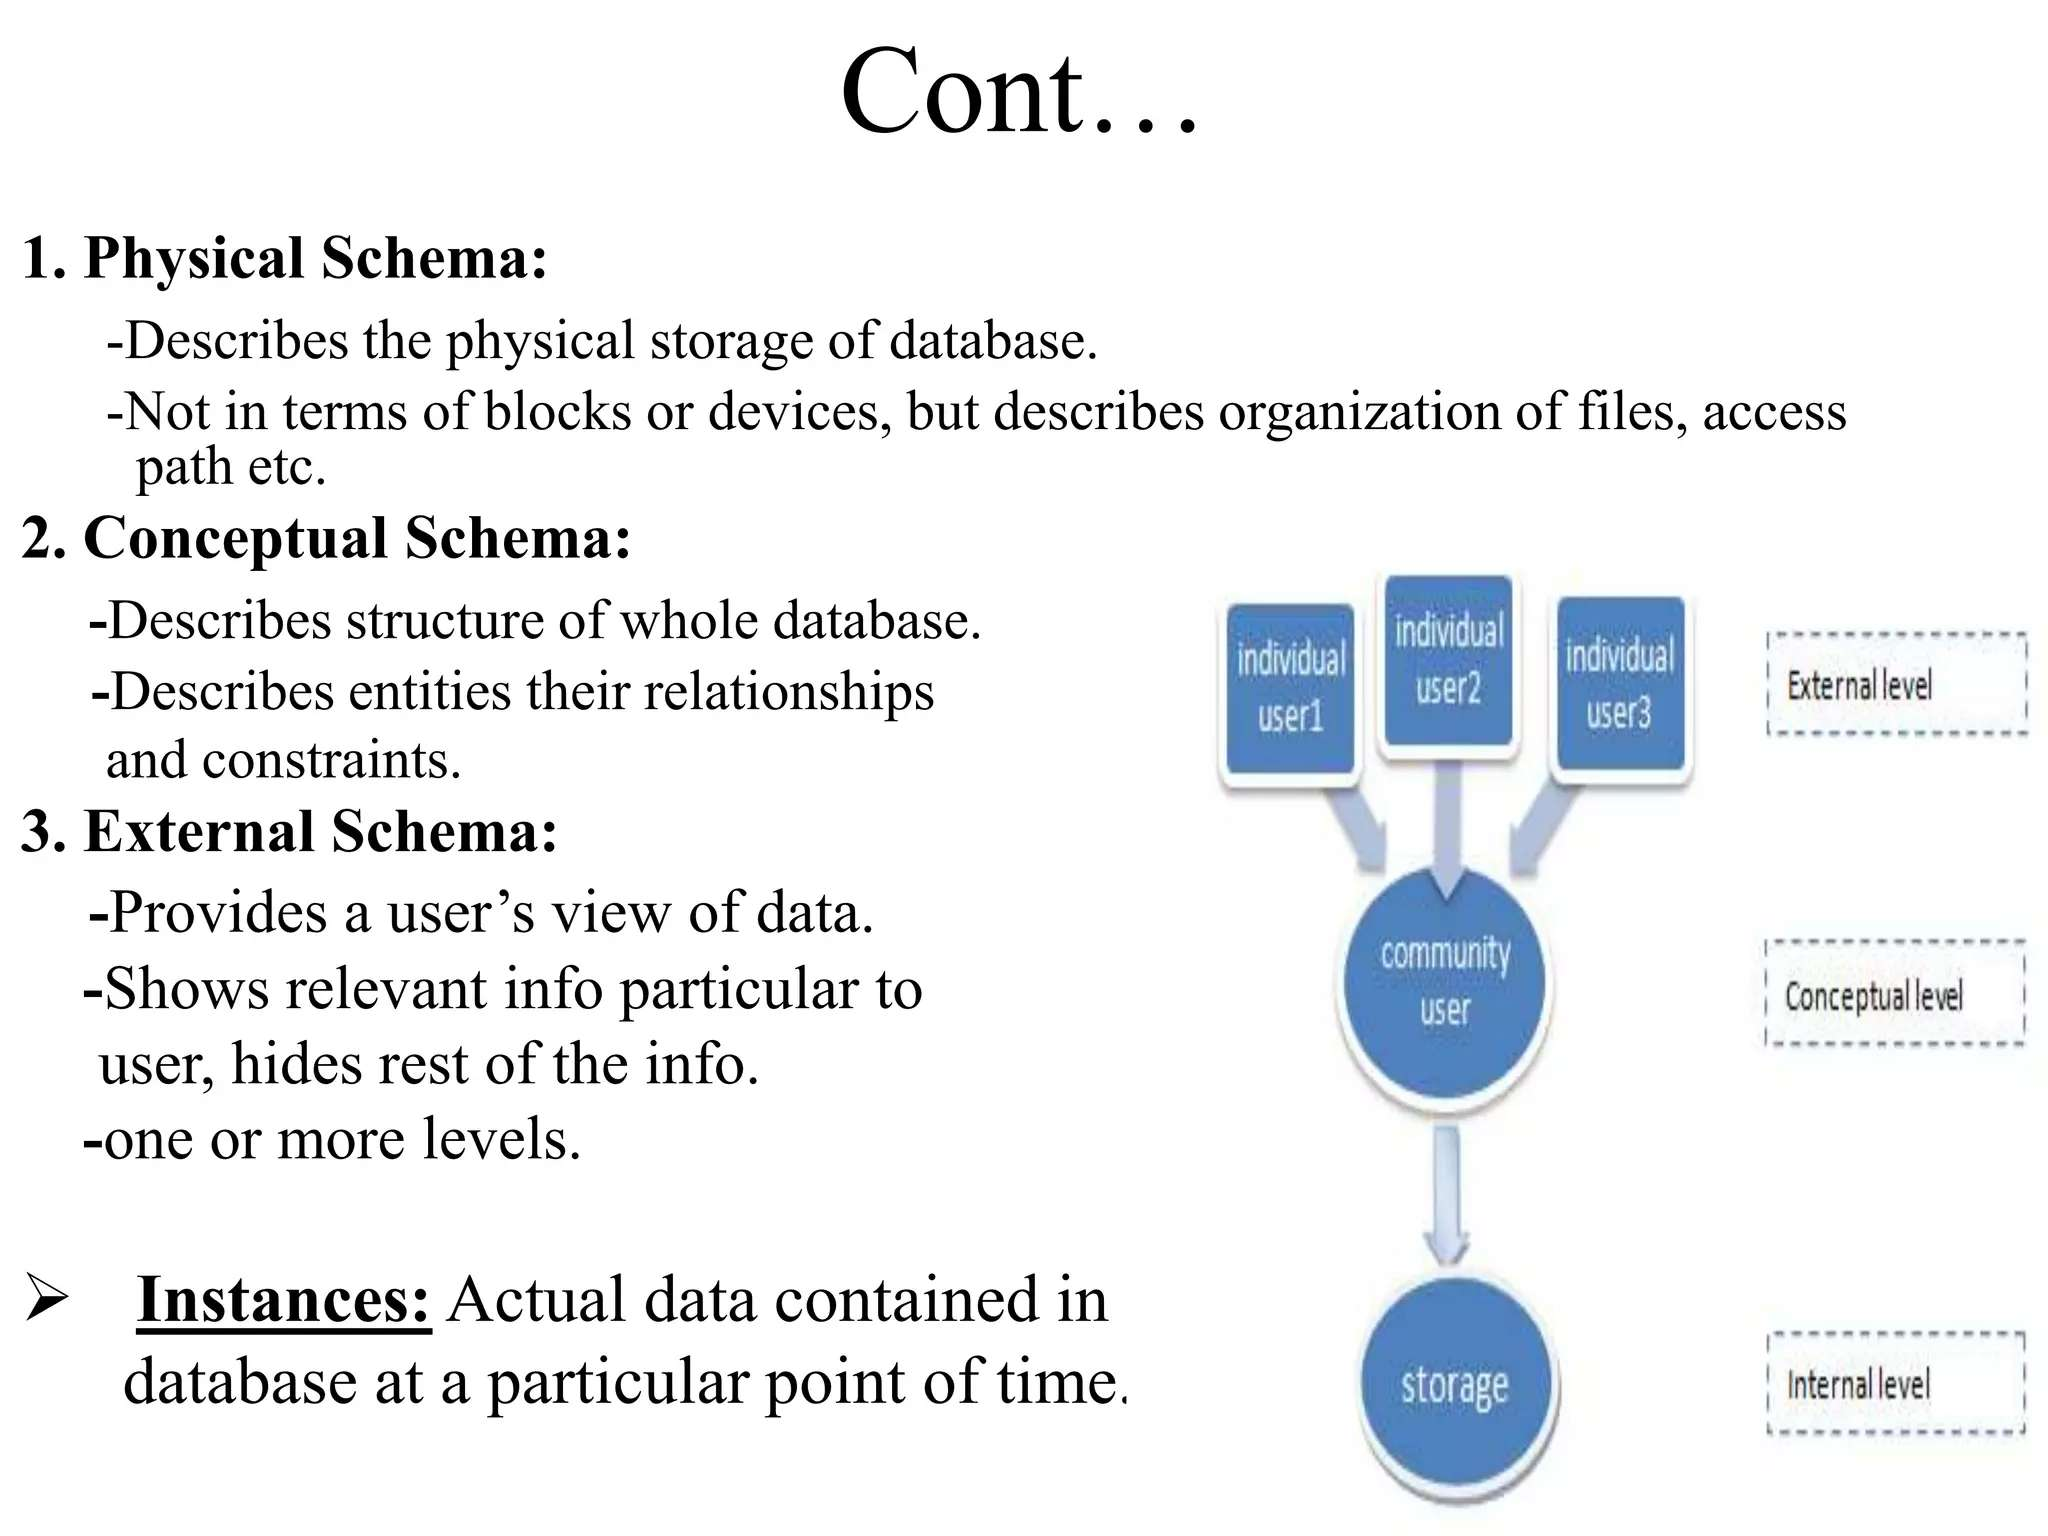 Cont…
1. Physical Schema:
-Describes the physical storage of database.
-Not in terms of blocks or devices, but describes organization of files, access
path etc.
2. Conceptual Schema:
-Describes structure of whole database.
-Describes entities their relationships
and constraints.
3. External Schema:
-Provides a user’s view of data.
-Shows relevant info particular to
user, hides rest of the info.
-one or more levels.
➢ Instances: Actual data contained in
database at a particular point of time.
individual
user1
individual
user2
individual
user3
External level
community
user
Conceptual level
storage
Internal level